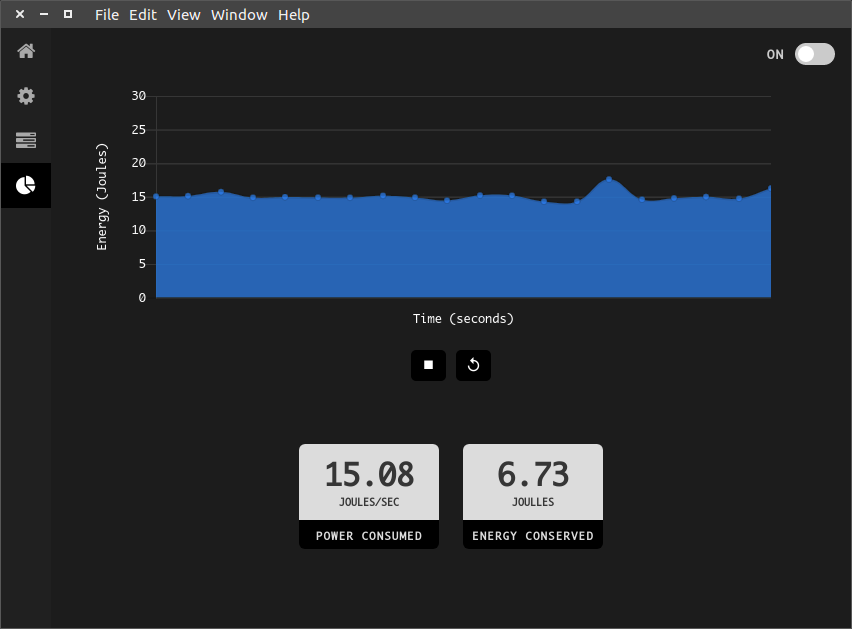 File Edit View Window Help
ON
30
25
20
15
10
5
0
Energy (Joules)
Time (seconds)
15.08
JOULES/SEC
POWER CONSUMED
6.73
JOULLES
ENERGY CONSERVED